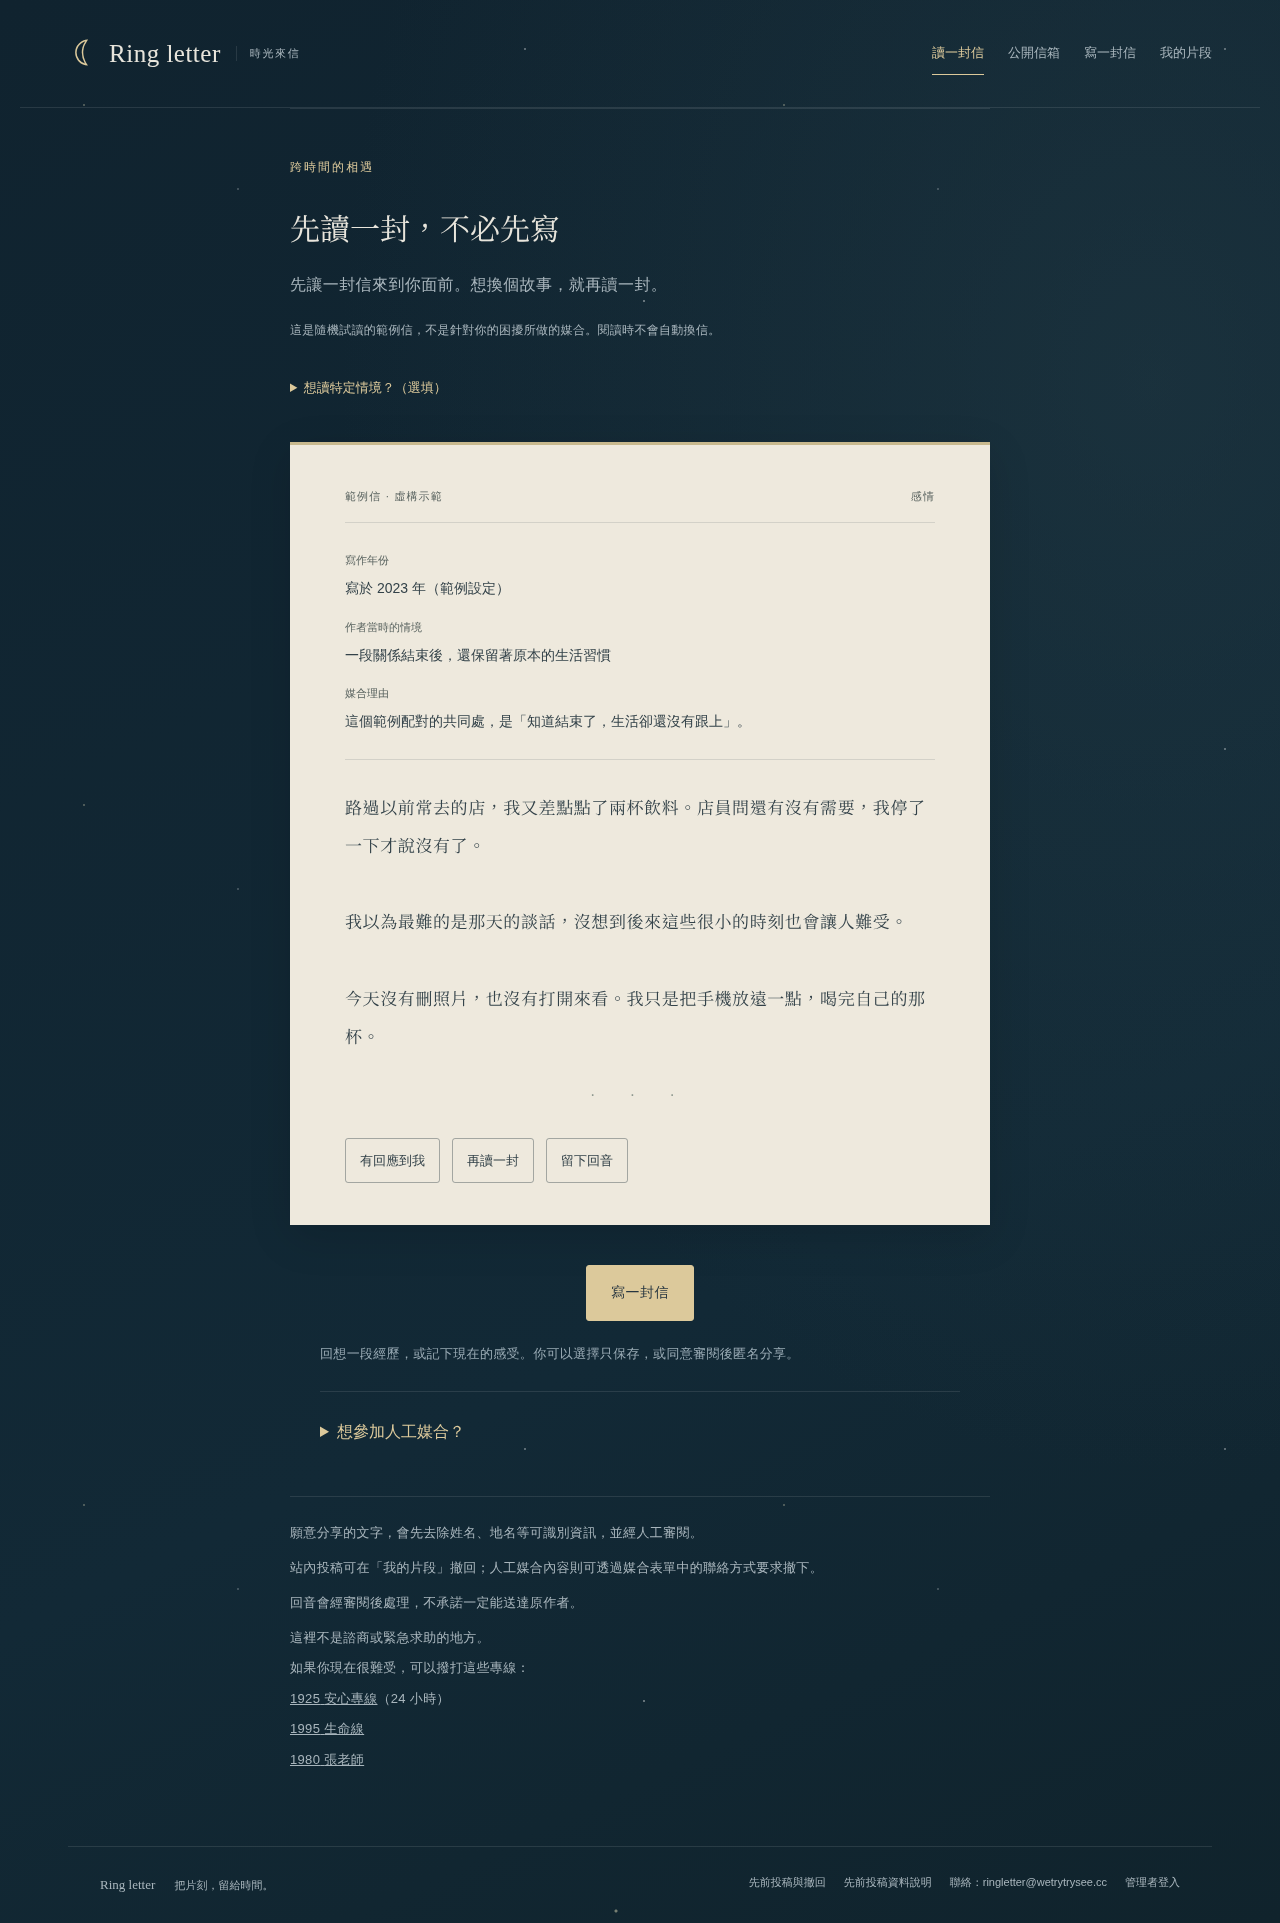 Ring letter
時光來信
讀一封信
公開信箱
寫一封信
我的片段
跨時間的相遇
先讀一封，不必先寫
先讓一封信來到你面前。想換個故事，就再讀一封。
這是隨機試讀的範例信，不是針對你的困擾所做的媒合。閱讀時不會自動換信。
▶ 想讀特定情境？（選填）
範例信 · 虛構示範
感情
寫作年份
寫於 2023 年（範例設定）
作者當時的情境
一段關係結束後，還保留著原本的生活習慣
媒合理由
這個範例配對的共同處，是「知道結束了，生活卻還沒有跟上」。
路過以前常去的店，我又差點點了兩杯飲料。店員問還有沒有需要，我停了
一下才說沒有了。
我以為最難的是那天的談話，沒想到後來這些很小的時刻也會讓人難受。
今天沒有刪照片，也沒有打開來看。我只是把手機放遠一點，喝完自己的那
杯。
· · ·
有回應到我
再讀一封
留下回音
寫一封信
回想一段經歷，或記下現在的感受。你可以選擇只保存，或同意審閱後匿名分享。
▶ 想參加人工媒合？
願意分享的文字，會先去除姓名、地名等可識別資訊，並經人工審閱。
站內投稿可在「我的片段」撤回；人工媒合內容則可透過媒合表單中的聯絡方式要求撤下。
回音會經審閱後處理，不承諾一定能送達原作者。
這裡不是諮商或緊急求助的地方。
如果你現在很難受，可以撥打這些專線：
1925 安心專線（24 小時）
1995 生命線
1980 張老師
Ring letter
把片刻，留給時間。
先前投稿與撤回
先前投稿資料說明
聯絡：ringletter@wetrytrysee.cc
管理者登入